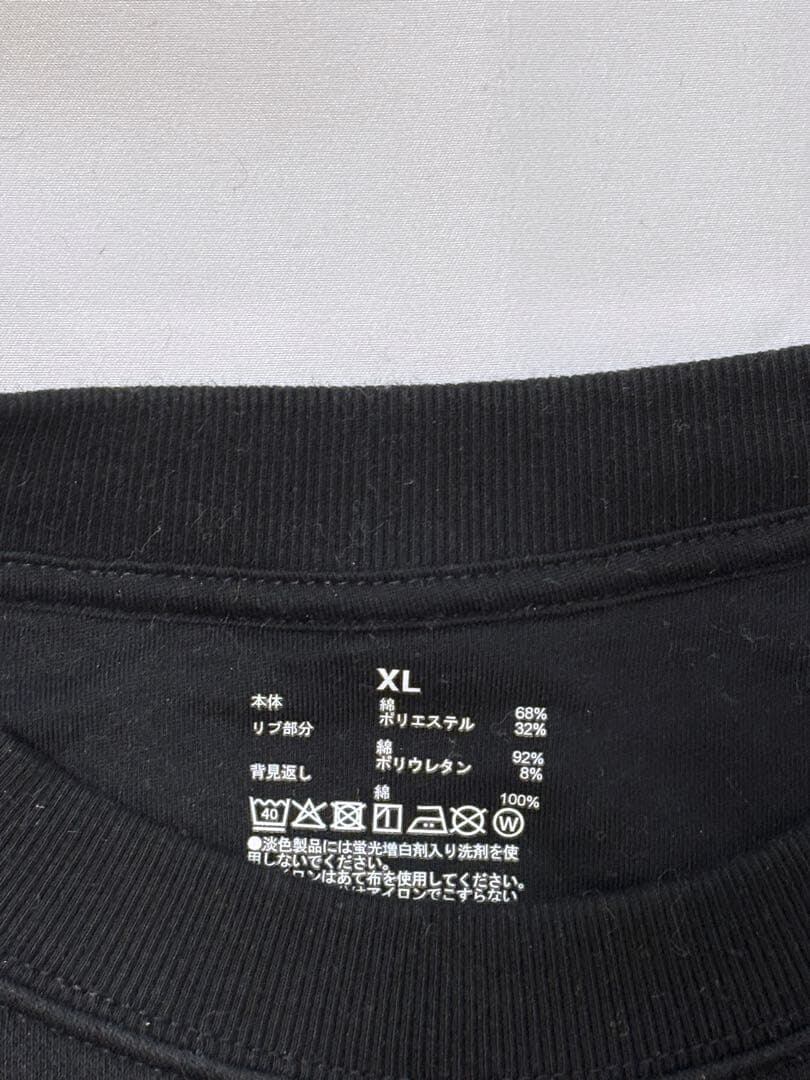 XL
本体 綿 68%
ポリエステル 32%
リブ部分 綿 92%
ポリウレタン 8%
背見返し 綿 100%
40 W
●淡色製品には蛍光増白剤入り洗剤を使
用しないでください。
ロンはあて布を使用してください。
はアイロンでこすらない